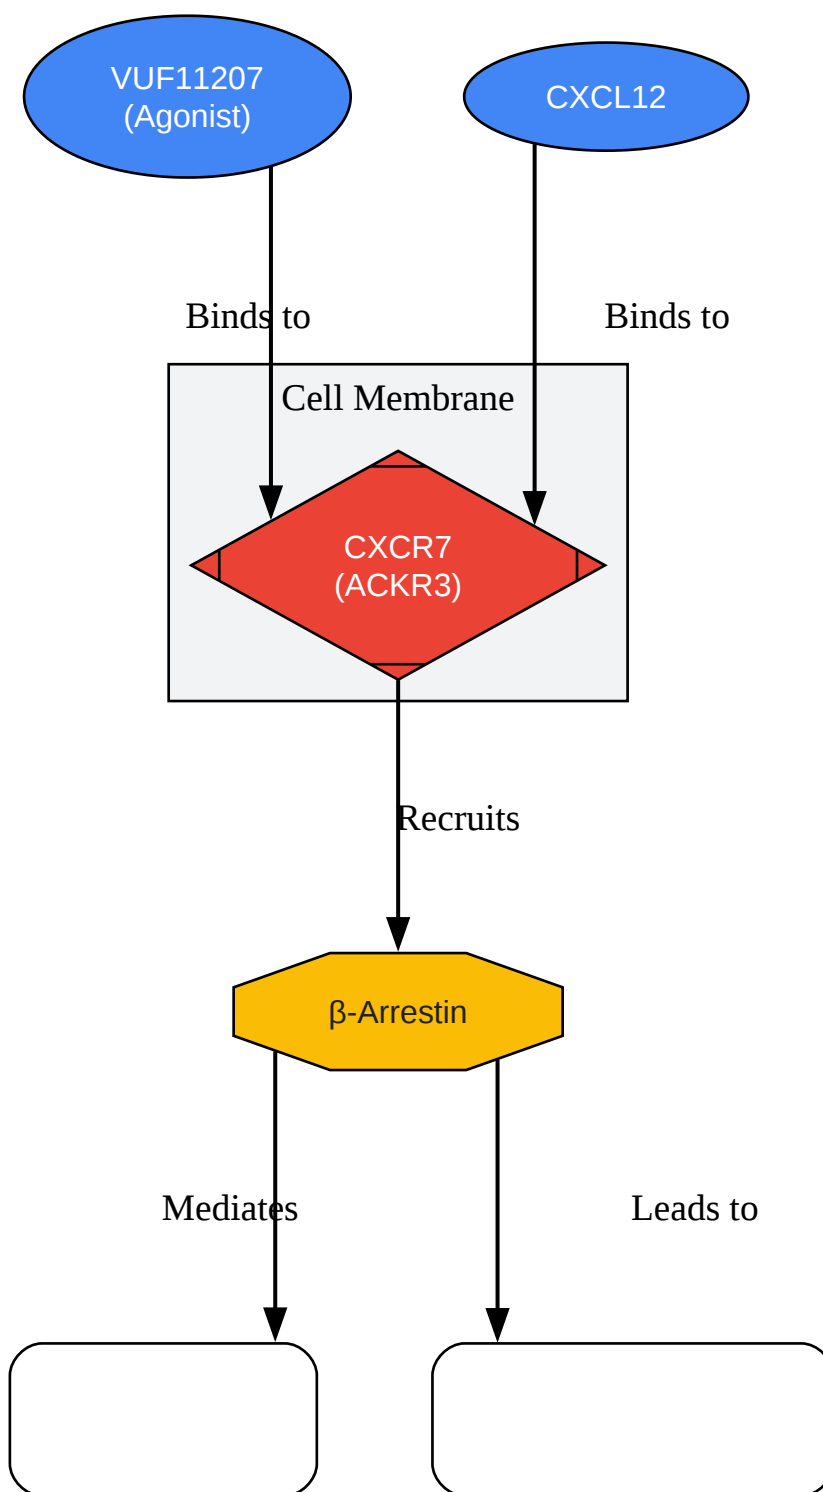 VUF11207
(Agonist)
CXCL12
Binds to
Binds to
Cell Membrane
CXCR7
(ACKR3)
Recruits
β-Arrestin
Mediates
Leads to